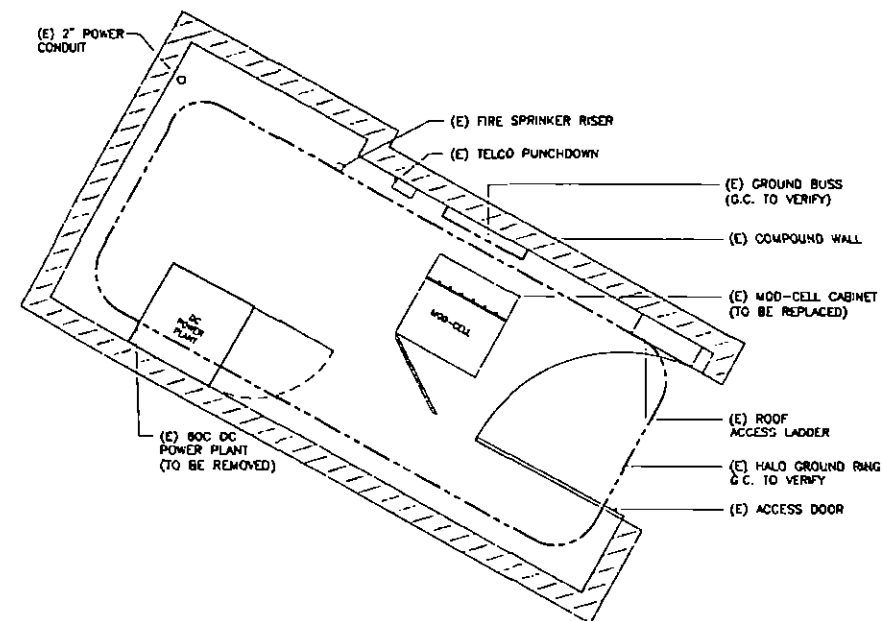 (E) 2" POWER
CONDUIT
(E) FIRE SPRINKER RISER
(E) TELCO PUNCHDOWN
(E) GROUND BUSS
(G.C. TO VERIFY)
(E) COMPOUND WALL
(E) MOD-CELL CABINET
(TO BE REPLACED)
MOD-CELL
DC
POWER
PLANT
(E) ROOF
ACCESS LADDER
(E) 60C DC
POWER PLANT
(TO BE REMOVED)
(E) HALO GROUND RING
G.C. TO VERIFY
(E) ACCESS DOOR